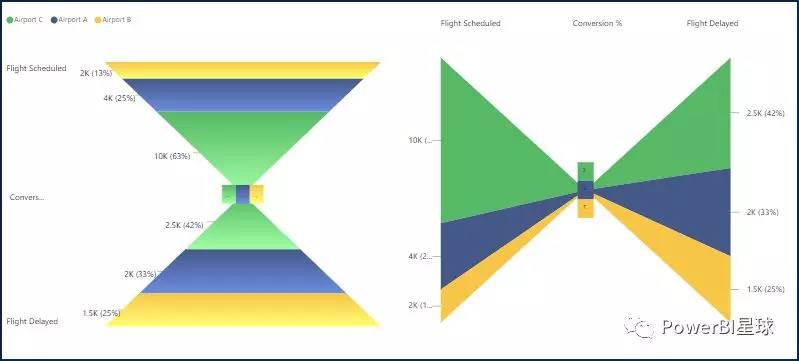 Airport C Airport A Airport B
Flight Scheduled
2K (13%)
4K (25%)
10K (63%)
Convers...
2.5K (42%)
2K (33%)
1.5K (25%)
Flight Delayed
Flight Scheduled Conversion % Flight Delayed
10K (...
4K (2...
2K (1...
2.5K (42%)
2K (33%)
1.5K (25%)
PowerBI星球